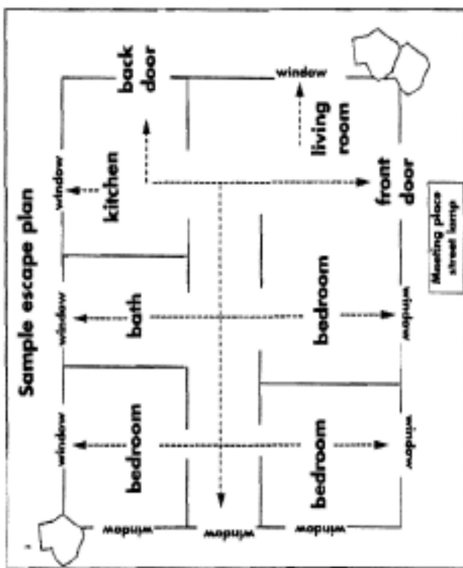 Sample escape plan
window
window
window
bedroom
bath
kitchen
back
door
window
window
window
bedroom
bedroom
living
room
window
window
window
front
door
Meeting place
street lamp